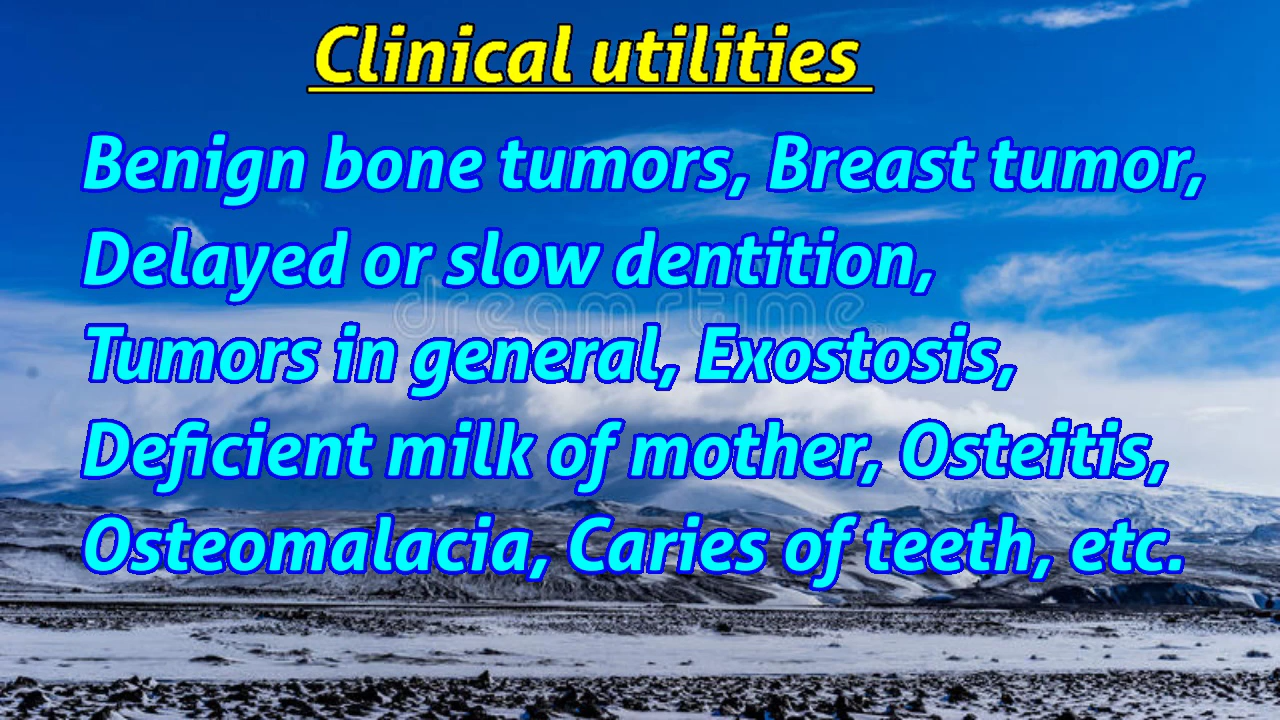 Clinical utilities
Benign bone tumors, Breast tumor,
Delayed or slow dentition,
dreamstime
Tumors in general, Exostosis,
Deficient milk of mother, Osteitis,
Osteomalacia, Caries of teeth, etc.